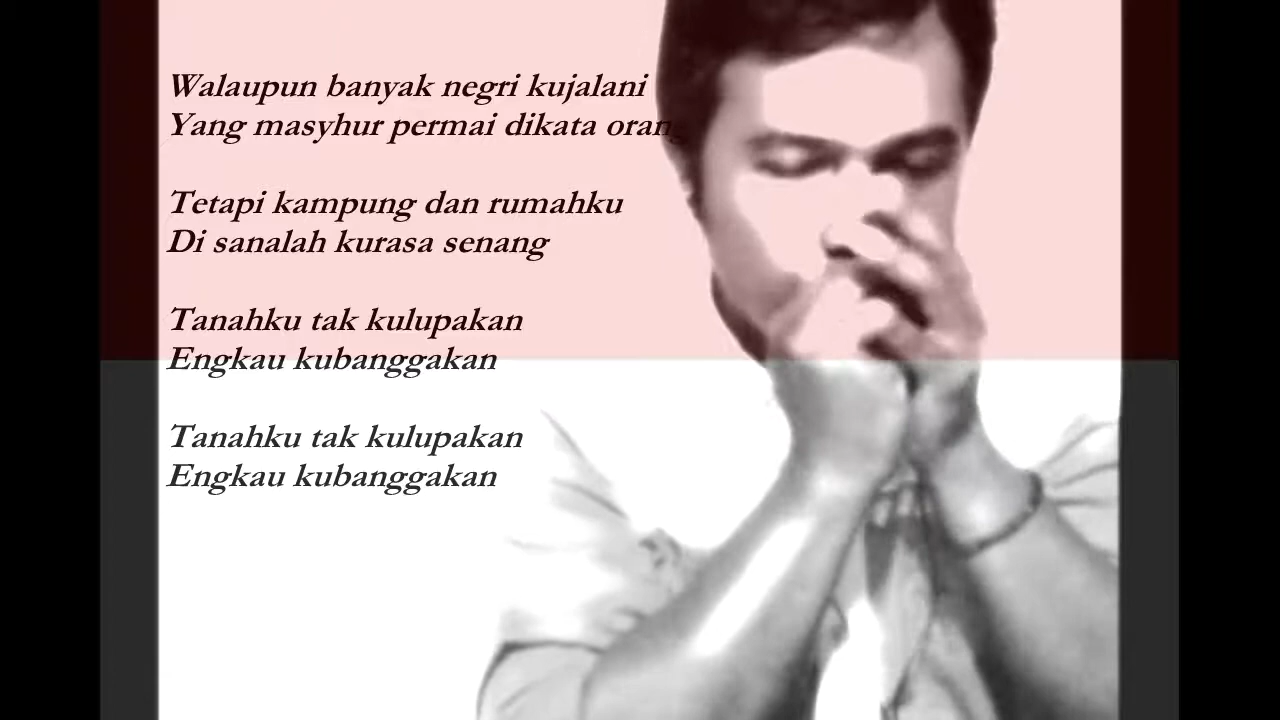 Walaupun banyak negri kujalani
Yang masyhur permai dikata orang
Tetapi kampung dan rumahku
Di sanalah kurasa senang
Tanahku tak kulupakan
Engkau kubanggakan
Tanahku tak kulupakan
Engkau kubanggakan